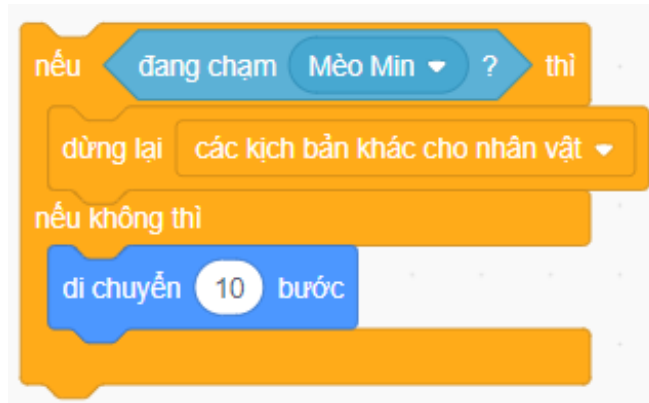 nếu đang chạm Mèo Min ? thì
dừng lại các kịch bản khác cho nhân vật
nếu không thì
di chuyển 10 bước